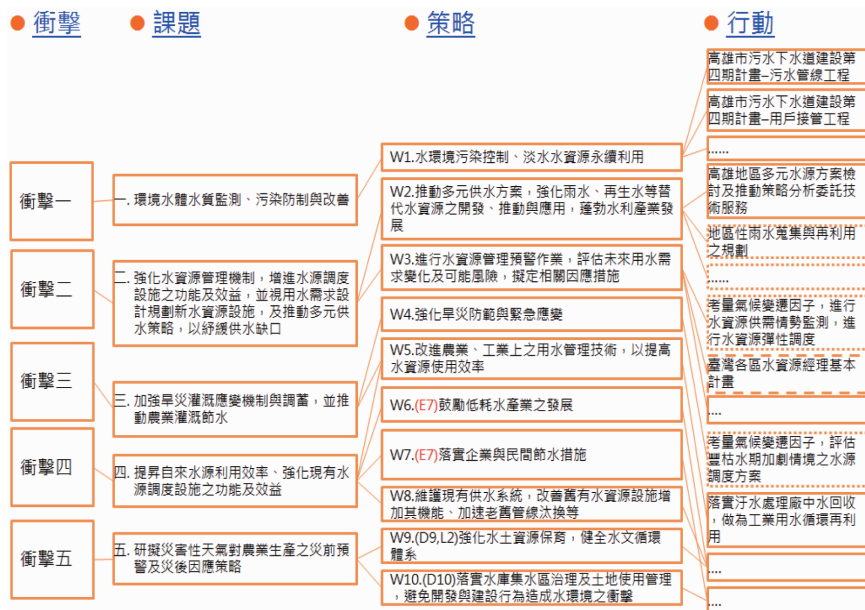 衝擊
課題
策略
行動
衝擊一
衝擊二
衝擊三
衝擊四
衝擊五
一. 環境水體水質監測、污染防制與改善
二. 強化水資源管理機制，增進水源調度
設施之功能及效益，並視用水需求設
計規劃新水資源設施，及推動多元供
水策略，以紓緩供水缺口
三. 加強旱災灌溉應變機制與調蓄，並推
動農業灌溉節水
四. 提昇自來水源利用效率、強化現有水
源調度設施之功能及效益
五. 研擬災害性天氣對農業生產之災前預
警及災後因應策略
W1.水環境污染控制、淡水水資源永續利用
W2.推動多元供水方案，強化雨水、再生水等替
代水資源之開發、推動與應用，蓬勃水利產業發
展
W3.進行水資源管理預警作業，評估未來用水需
求變化及可能風險，擬定相關因應措施
W4.強化旱災防範與緊急應變
W5.改進農業、工業上之用水管理技術，以提高
水資源使用效率
W6.(E7)鼓勵低耗水產業之發展
W7.(E7)落實企業與民間節水措施
W8.維護現有供水系統，改善舊有水資源設施增
加其機能、加速老舊管線汰換等
W9.(D9,L2)強化水土資源保育，健全水文循環
體系
W10.(D10)落實水庫集水區治理及土地使用管理
，避免開發與建設行為造成水環境之衝擊
高雄市污水下水道建設第
四期計畫–污水管線工程
高雄市污水下水道建設第
四期計畫–用戶接管工程
......
高雄地區多元水源方案檢
討及推動策略分析委託技
術服務
地區性雨水蒐集與再利用
之規劃
......
考量氣候變遷因子，進行
水資源供需情勢監測，進
行水資源彈性調度
臺灣各區水資源經理基本
計畫
....
考量氣候變遷因子，評估
豐枯水期加劇情境之水源
調度方案
落實汙水處理廠中水回收
，做為工業用水循環再利
用
....
....